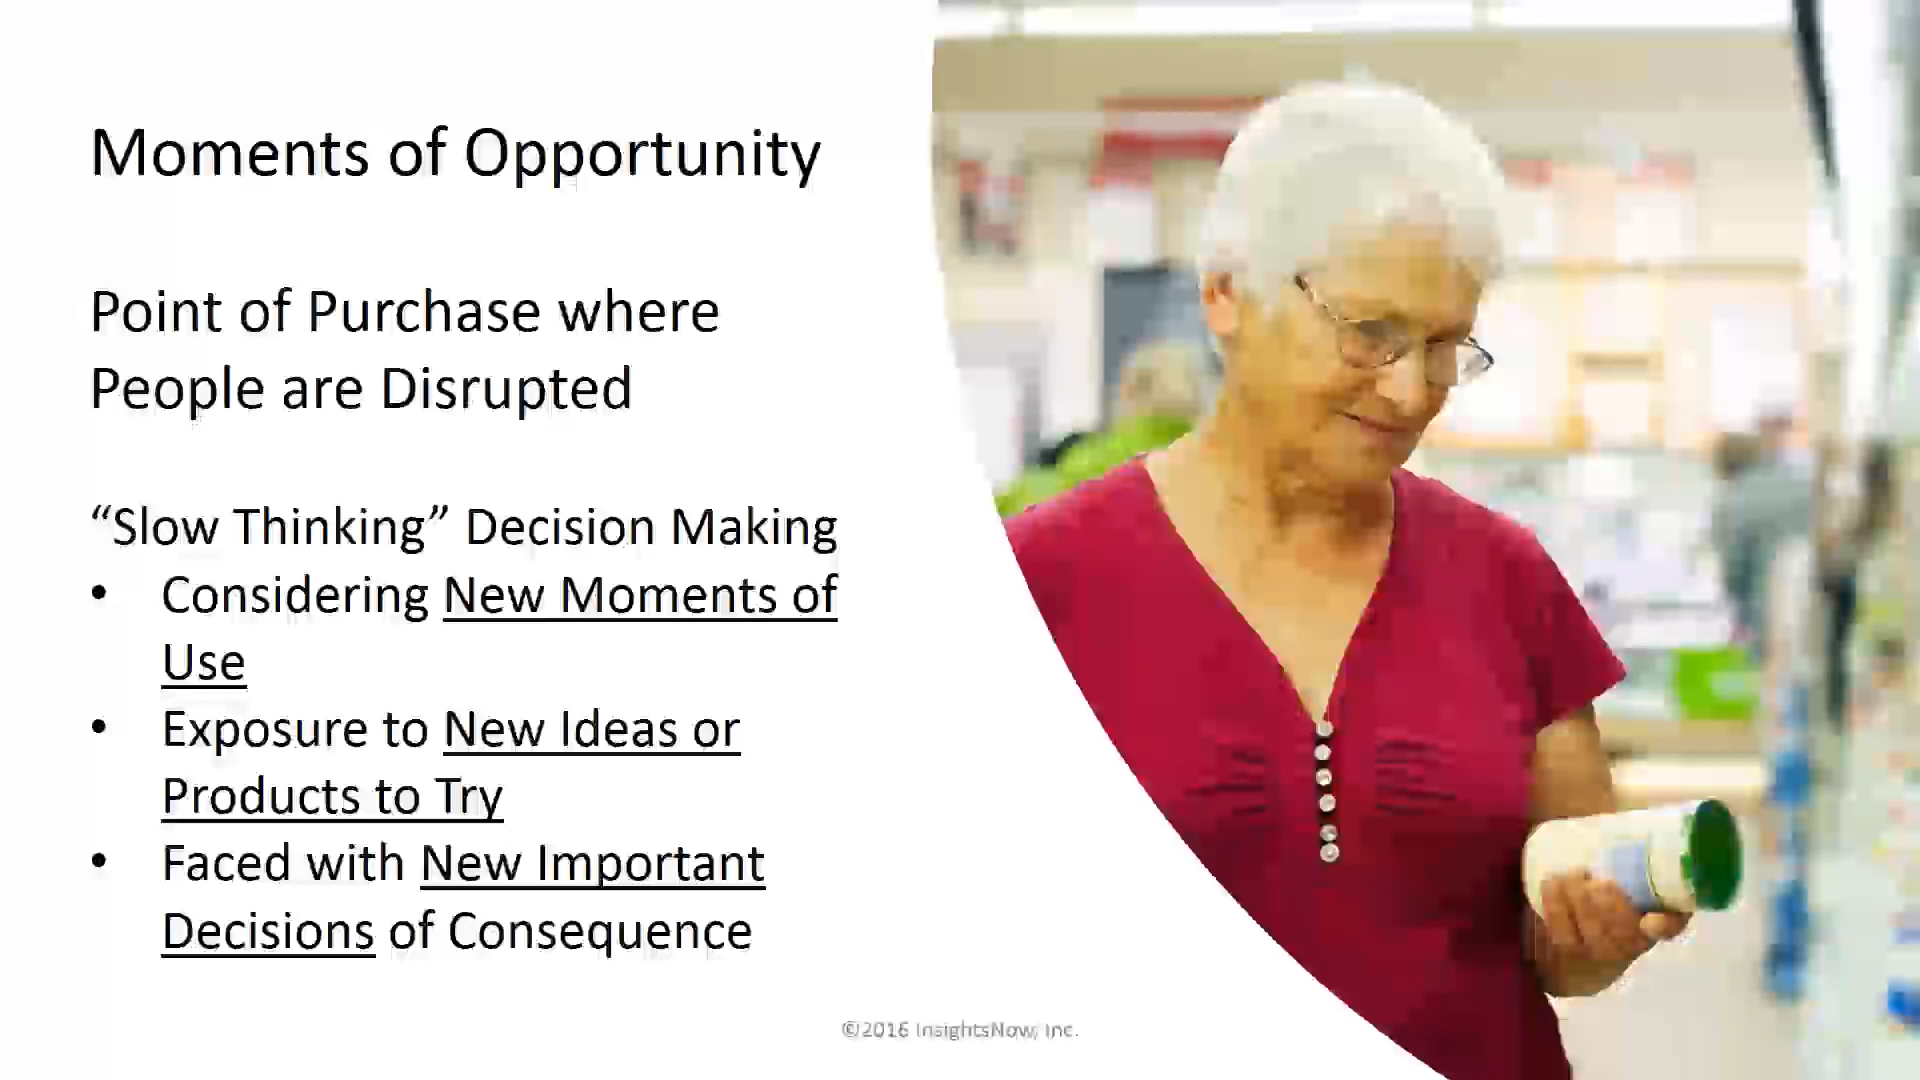 Moments of Opportunity
Point of Purchase where
People are Disrupted
“Slow Thinking” Decision Making
• Considering New Moments of
Use
• Exposure to New Ideas or
Products to Try
• Faced with New Important
Decisions of Consequence
©2016 InsightsNow, Inc.